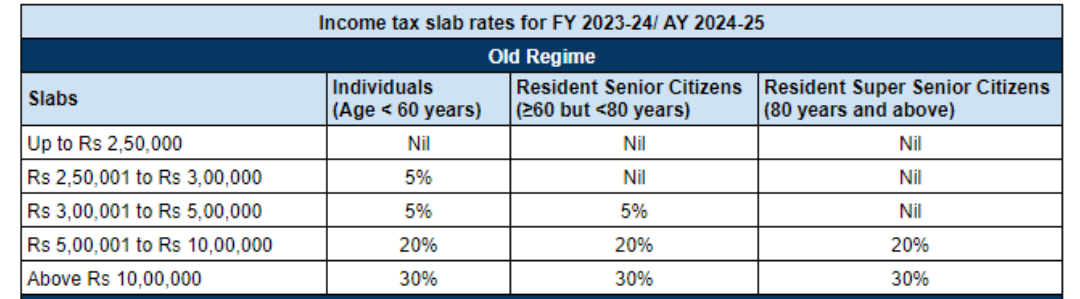 Income tax slab rates for FY 2023-24/ AY 2024-25
Old Regime
Slabs
Individuals
(Age < 60 years)
Resident Senior Citizens
(≥60 but <80 years)
Resident Super Senior Citizens
(80 years and above)
Up to Rs 2,50,000 Nil Nil Nil
Rs 2,50,001 to Rs 3,00,000 5% Nil Nil
Rs 3,00,001 to Rs 5,00,000 5% 5% Nil
Rs 5,00,001 to Rs 10,00,000 20% 20% 20%
Above Rs 10,00,000 30% 30% 30%